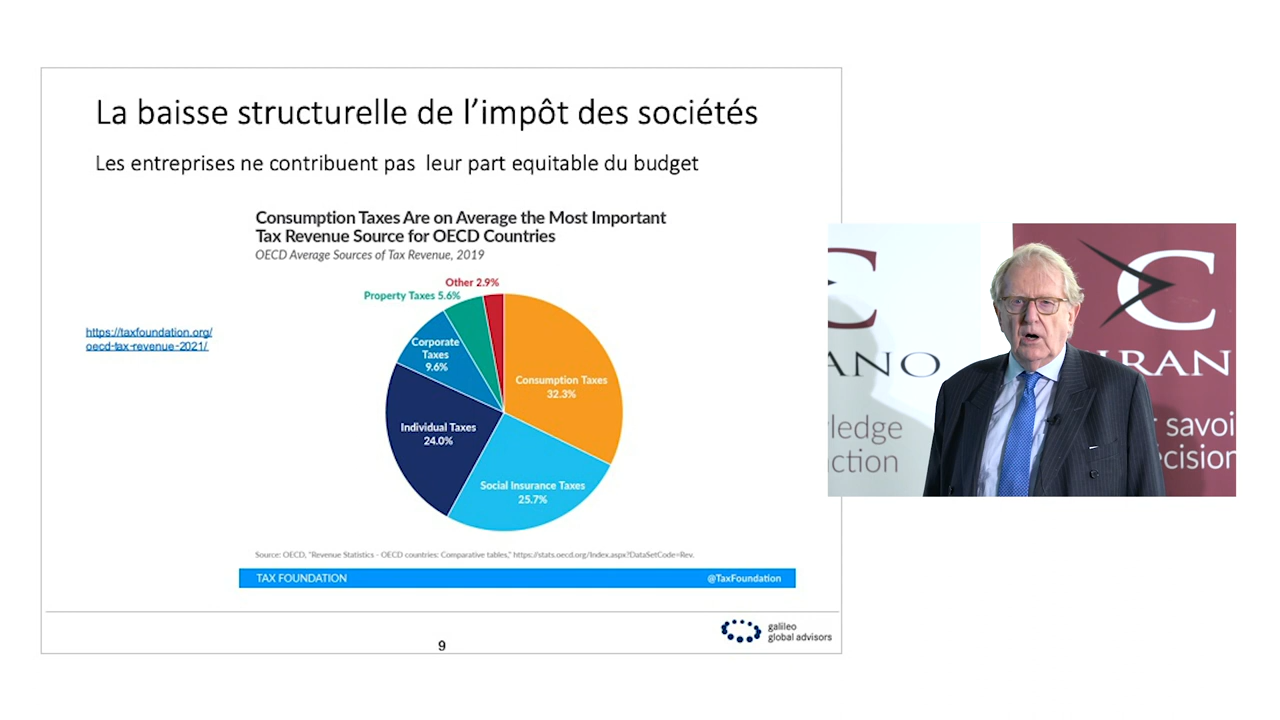 La baisse structurelle de l'impôt des sociétés
Les entreprises ne contribuent pas leur part equitable du budget
Consumption Taxes Are on Average the Most Important
Tax Revenue Source for OECD Countries
OECD Average Sources of Tax Revenue, 2019
Other 2.9%
Property Taxes 5.6%
https://taxfoundation.org/
oecd-tax-revenue-2021/
Corporate
Taxes
9.6%
Consumption Taxes
32.3%
Individual Taxes
24.0%
Social Insurance Taxes
25.7%
Source: OECD, "Revenue Statistics - OECD countries: Comparative tables," https://stats.oecd.org/Index.aspx?DataSetCode=Rev.
TAX FOUNDATION
@TaxFoundation
galileo
global advisors
9
C
ANO
ledge
ction
C
IRAN
r savoi
écision